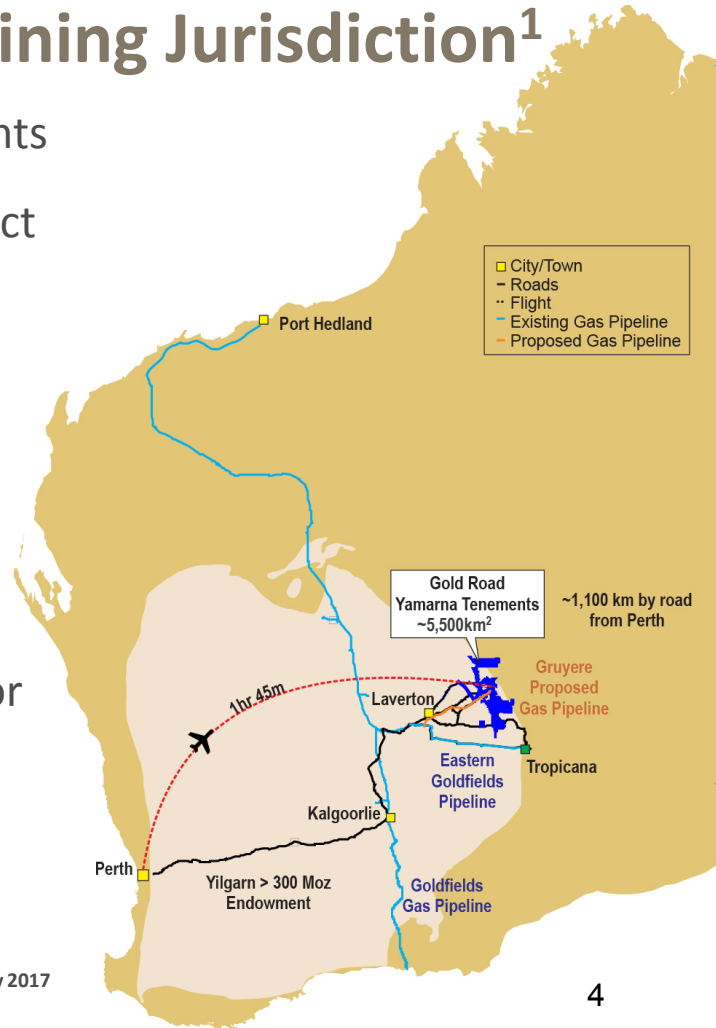 ining Jurisdiction1
nts
ct
City/Town
Roads
Flight
Existing Gas Pipeline
Proposed Gas Pipeline
Port Hedland
Gold Road
Yamarna Tenements
~5,500km2
~1,100 km by road
from Perth
or
1hr 45m
Laverton
Gruyere
Proposed
Gas Pipeline
Eastern
Goldfields
Pipeline
Tropicana
Kalgoorlie
Perth
Yilgarn > 300 Moz
Endowment
Goldfields
Gas Pipeline
y 2017
4